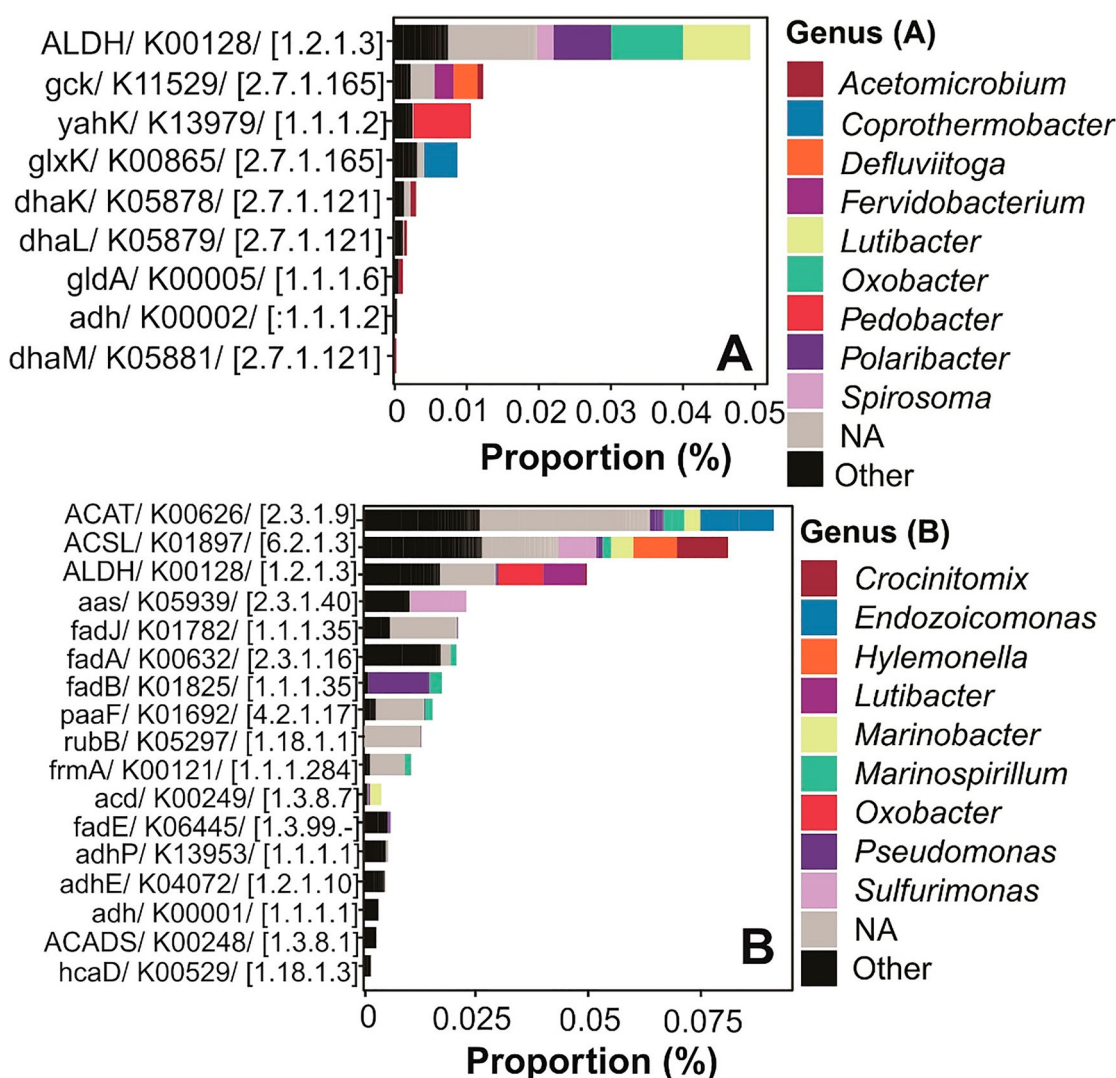 ALDH/ K00128/ [1.2.1.3]
gck/ K11529/ [2.7.1.165]
yahK/ K13979/ [1.1.1.2]
glxK/ K00865/ [2.7.1.165]
dhaK/ K05878/ [2.7.1.121]
dhaL/ K05879/ [2.7.1.121]
gldA/ K00005/ [1.1.1.6]
adh/ K00002/ [:1.1.1.2]
dhaM/ K05881/ [2.7.1.121]
A
0 0.01 0.02 0.03 0.04 0.05
Proportion (%)
Genus (A)
Acetomicrobium
Coprothermobacter
Defluviitoga
Fervidobacterium
Lutibacter
Oxobacter
Pedobacter
Polaribacter
Spirosoma
NA
Other
ACAT/ K00626/ [2.3.1.9]
ACSL/ K01897/ [6.2.1.3]
ALDH/ K00128/ [1.2.1.3]
aas/ K05939/ [2.3.1.40]
fadJ/ K01782/ [1.1.1.35]
fadA/ K00632/ [2.3.1.16]
fadB/ K01825/ [1.1.1.35]
paaF/ K01692/ [4.2.1.17]
rubB/ K05297/ [1.18.1.1]
frmA/ K00121/ [1.1.1.284]
acd/ K00249/ [1.3.8.7]
fadE/ K06445/ [1.3.99.-]
adhP/ K13953/ [1.1.1.1]
adhE/ K04072/ [1.2.1.10]
adh/ K00001/ [1.1.1.1]
ACADS/ K00248/ [1.3.8.1]
hcaD/ K00529/ [1.18.1.3]
B
0 0.025 0.05 0.075
Proportion (%)
Genus (B)
Crocinitomix
Endozoicomonas
Hylemonella
Lutibacter
Marinobacter
Marinospirillum
Oxobacter
Pseudomonas
Sulfurimonas
NA
Other